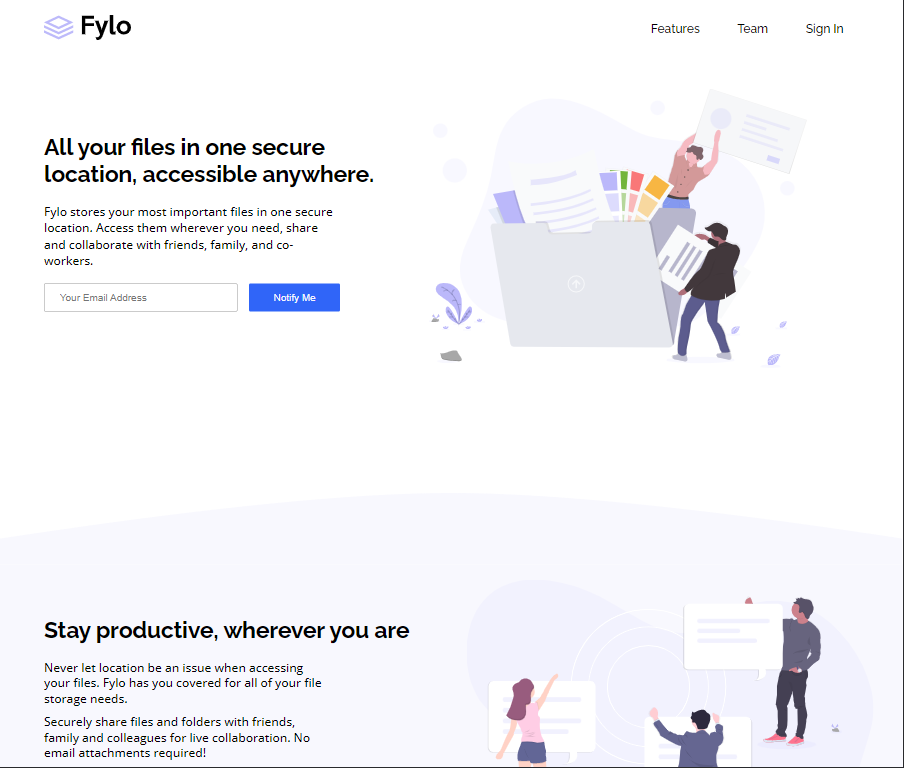 Fylo
Features Team Sign In
All your files in one secure
location, accessible anywhere.
Fylo stores your most important files in one secure
location. Access them wherever you need, share
and collaborate with friends, family, and co-
workers.
Your Email Address
Notify Me
Stay productive, wherever you are
Never let location be an issue when accessing
your files. Fylo has you covered for all of your file
storage needs.
Securely share files and folders with friends,
family and colleagues for live collaboration. No
email attachments required!